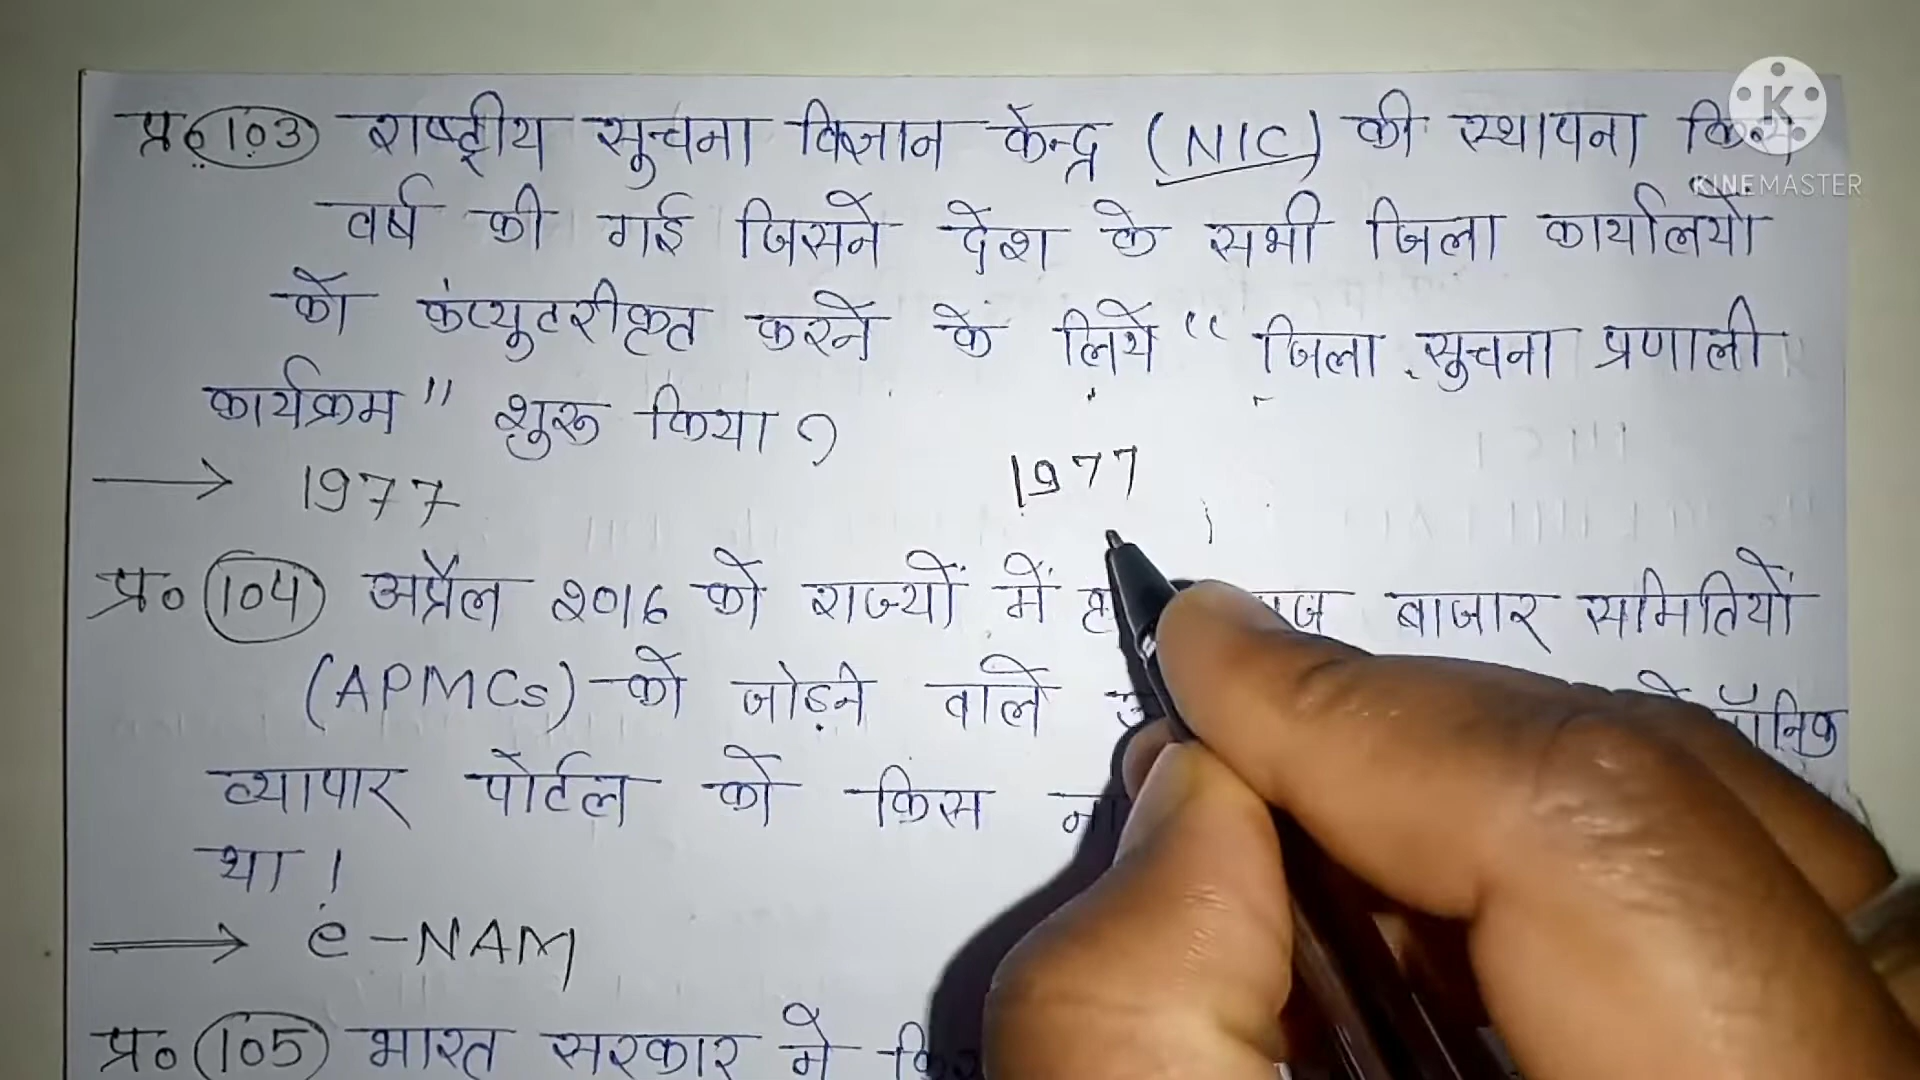 प्र० 103 राष्ट्रीय सूचना विज्ञान केन्द्र (NIC) की स्थापना किस
वर्ष की गई जिसने देश के सभी जिला कार्यालयों
को कंप्युटरीकृत करने के लिये “ जिला सूचना प्रणाली
कार्यक्रम” शुरू किया ?
→ 1977
1977
प्र० 104 अप्रैल 2016 को राज्यों में बाजार समितियों
(APMCs) को जोड़ने वाले
व्यापार पोर्टल को किस
था ।
→ e-NAM
प्र० 105 भारत सरकार ने
KINEMASTER